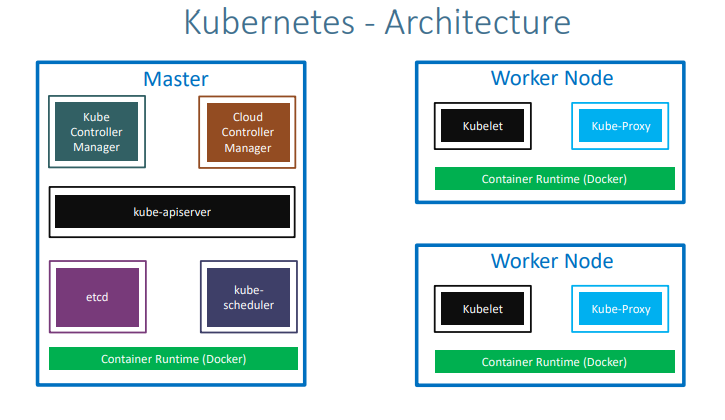 Kubernetes - Architecture
Master
Kube
Controller
Manager
Cloud
Controller
Manager
kube-apiserver
etcd
kube-
scheduler
Container Runtime (Docker)
Worker Node
Kubelet
Kube-Proxy
Container Runtime (Docker)
Worker Node
Kubelet
Kube-Proxy
Container Runtime (Docker)